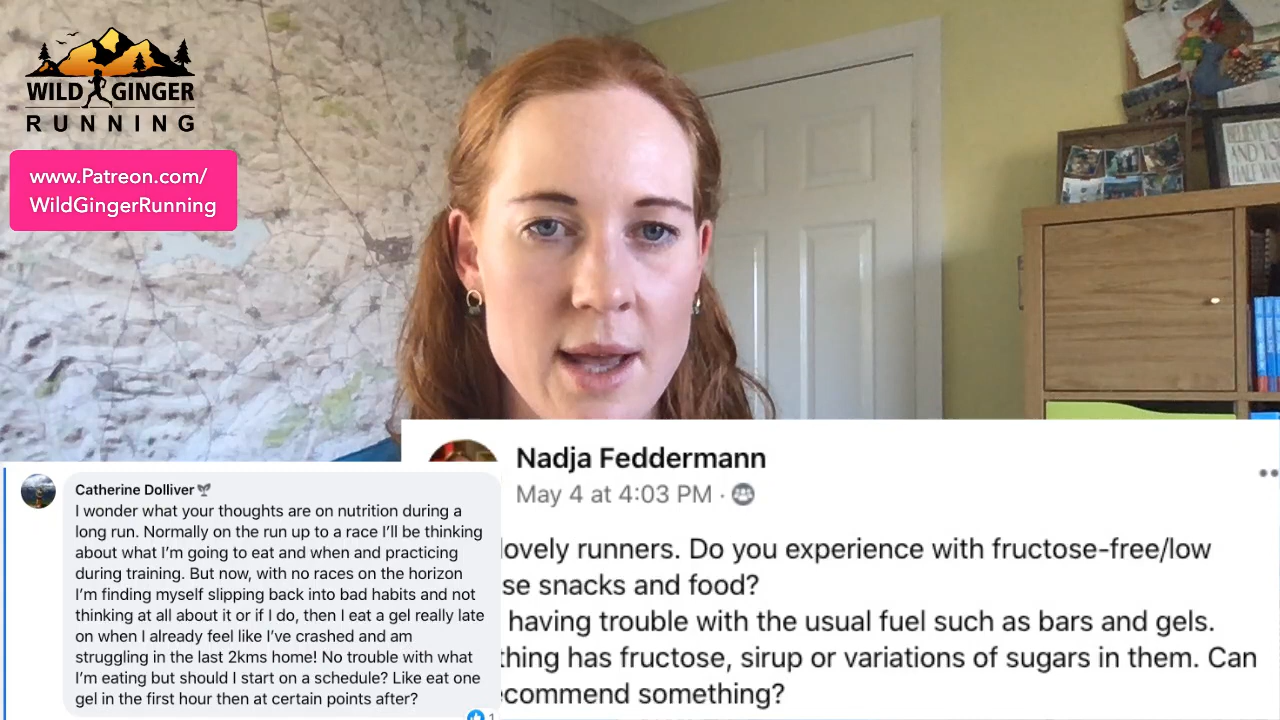 WILD GINGER
RUNNING
www.Patreon.com/
WildGingerRunning
Catherine Dolliver
I wonder what your thoughts are on nutrition during a
long run. Normally on the run up to a race I'll be thinking
about what I'm going to eat and when and practicing
during training. But now, with no races on the horizon
I'm finding myself slipping back into bad habits and not
thinking at all about it or if I do, then I eat a gel really late
on when I already feel like I've crashed and am
struggling in the last 2kms home! No trouble with what
I'm eating but should I start on a schedule? Like eat one
gel in the first hour then at certain points after?
1
Nadja Feddermann
May 4 at 4:03 PM ·
lovely runners. Do you experience with fructose-free/low
se snacks and food?
having trouble with the usual fuel such as bars and gels.
thing has fructose, sirup or variations of sugars in them. Can
commend something?